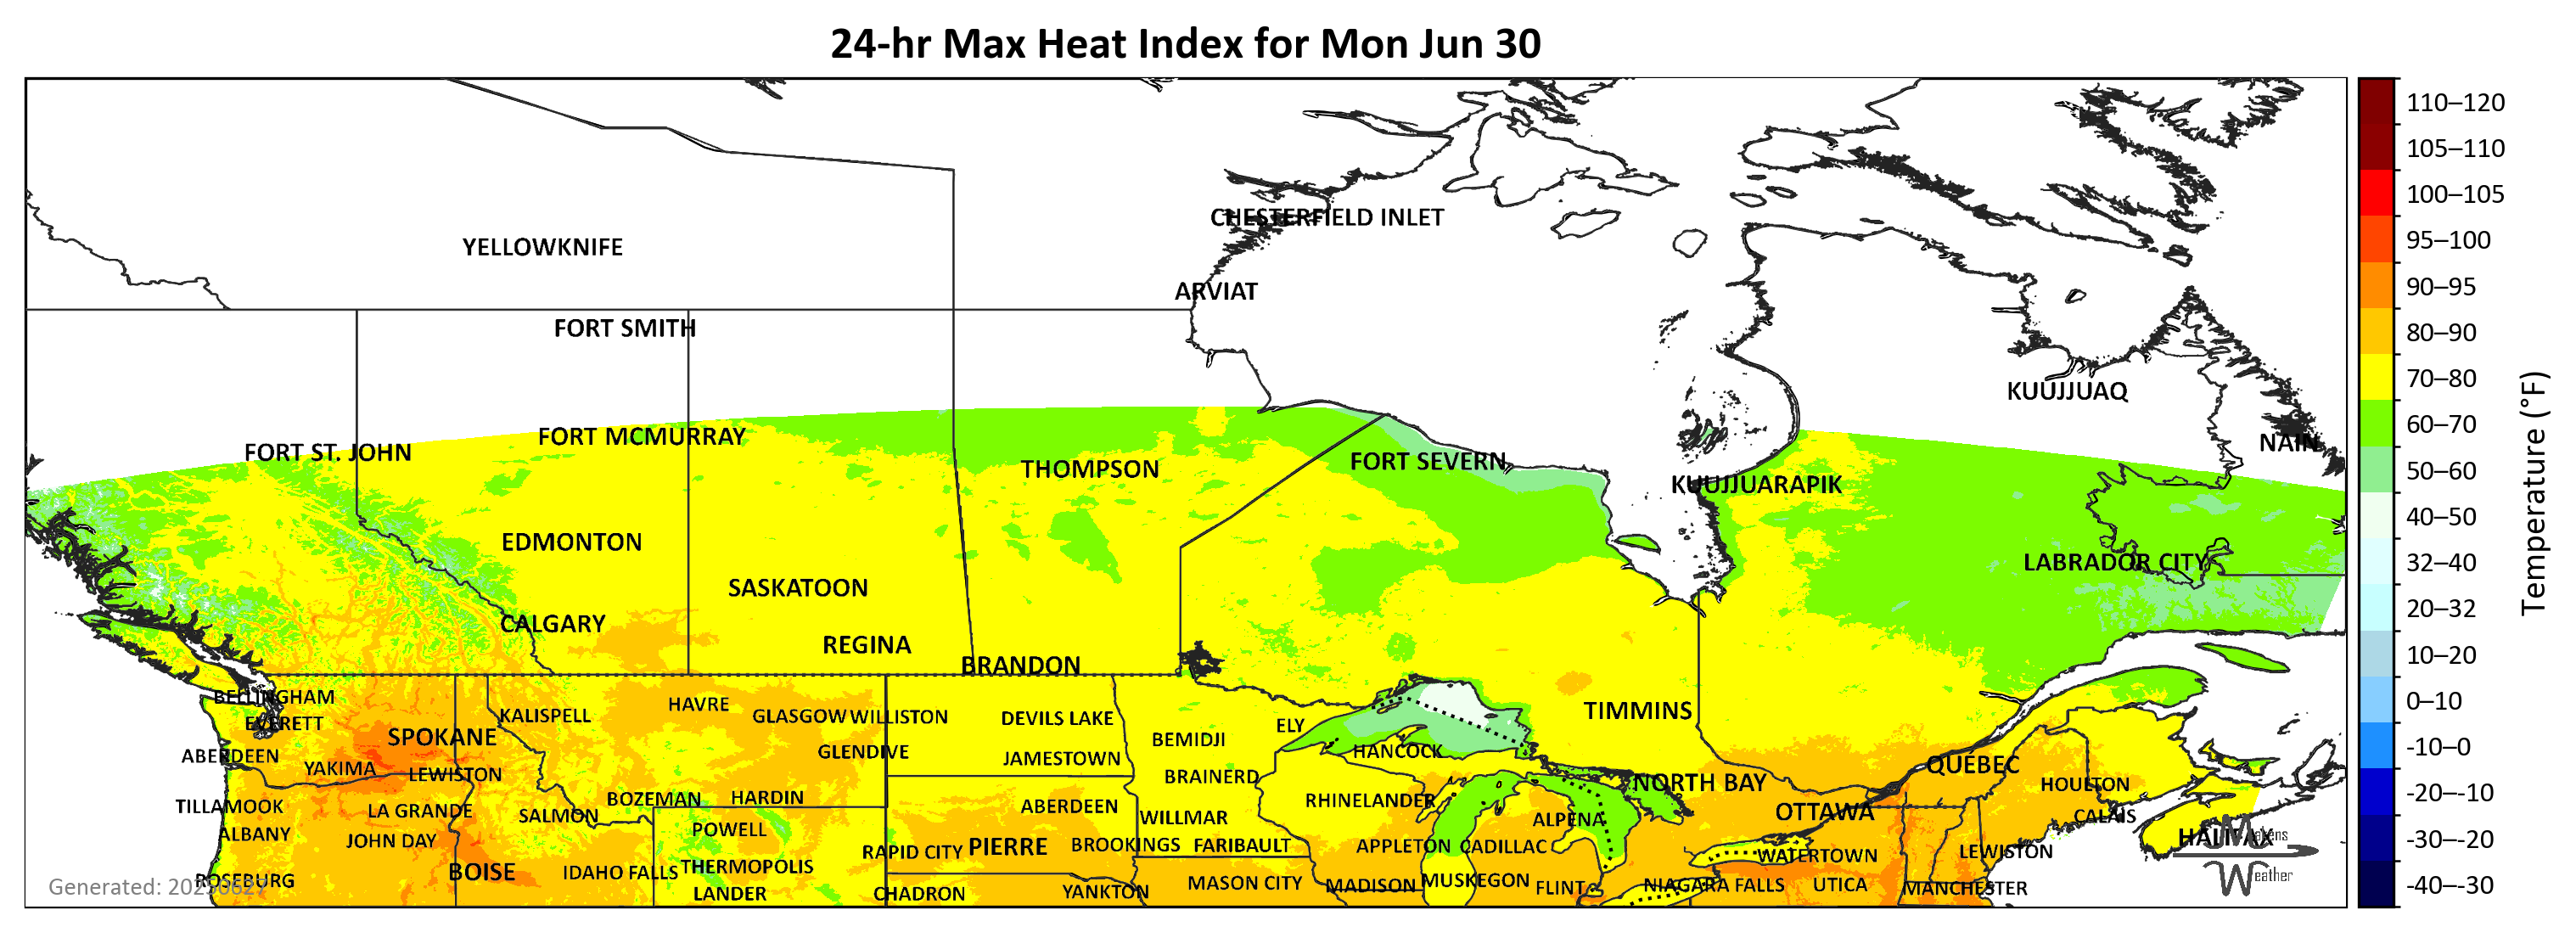 24-hr Max Heat Index for Mon Jun 30
110–120
105–110
100–105
95–100
90–95
80–90
70–80
60–70
50–60
40–50
32–40
20–32
10–20
0–10
-10–0
-20–-10
-30–-20
-40–-30
Temperature (°F)
CHESTERFIELD INLET
YELLOWKNIFE
ARVIAT
FORT SMITH
KUUJJUAQ
FORT MCMURRAY
NAIN
FORT ST. JOHN
FORT SEVERN
THOMPSON
KUUJJUARAPIK
EDMONTON
LABRADOR CITY
SASKATOON
CALGARY
REGINA
BRANDON
BELLINGHAM
HAVRE
TIMMINS
KALISPELL
GLASGOW
WILLISTON
DEVILS LAKE
EVERETT
ELY
SPOKANE
BEMIDJI
HANCOCK
ABERDEEN
GLENDIVE
JAMESTOWN
QUÉBEC
YAKIMA
LEWISTON
BRAINERD
NORTH BAY
HOULTON
BOZEMAN
HARDIN
RHINELANDER
TILLAMOOK
LA GRANDE
ABERDEEN
OTTAWA
SALMON
WILLMAR
CALAIS
ALPENA
ALBANY
POWELL
HALIFAX
JOHN DAY
PIERRE
BROOKINGS
FARIBAULT
APPLETON
CADILLAC
RAPID CITY
LEWISTON
WATERTOWN
BOISE
IDAHO FALLS
THERMOPOLIS
ROSEBURG
MASON CITY
MADISON
MUSKEGON
FLINT
NIAGARA FALLS
UTICA
MANCHESTER
LANDER
CHADRON
YANKTON
Generated: 20250627
Makens
Weather